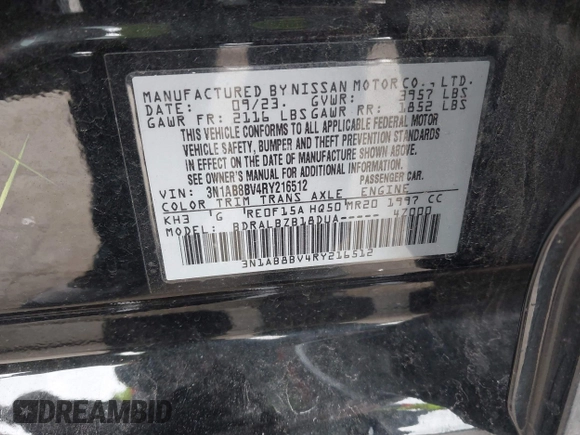 MANUFACTURED BY NISSAN MOTOR CO., LTD.
DATE: 09/23. GVWR: 3957 LBS
GAWR FR: 2116 LBS GAWR RR: 1852 LBS
THIS VEHICLE CONFORMS TO ALL APPLICABLE FEDERAL MOTOR
VEHICLE SAFETY, BUMPER AND THEFT PREVENTION STANDARDS
IN EFFECT ON THE DATE OF MANUFACTURE SHOWN ABOVE. SEE
OWNER'S MANUAL FOR ADDITIONAL INFORMATION.
VIN: 3N1AB8BV4RY216512 PASSENGER CAR.
COLOR TRIM TRANS AXLE ENGINE
KH3 G RE0F15A HQ50 MR20 1997 CC
MODEL: BDRALBZB18DUA----- 47000
3N1AB8BV4RY216512
DREAMBID